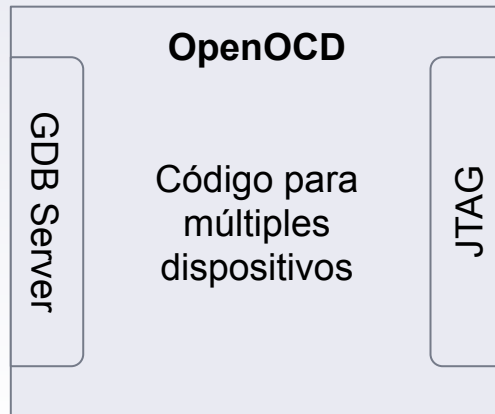 OpenOCD
GDB Server
Código para
múltiples
dispositivos
JTAG